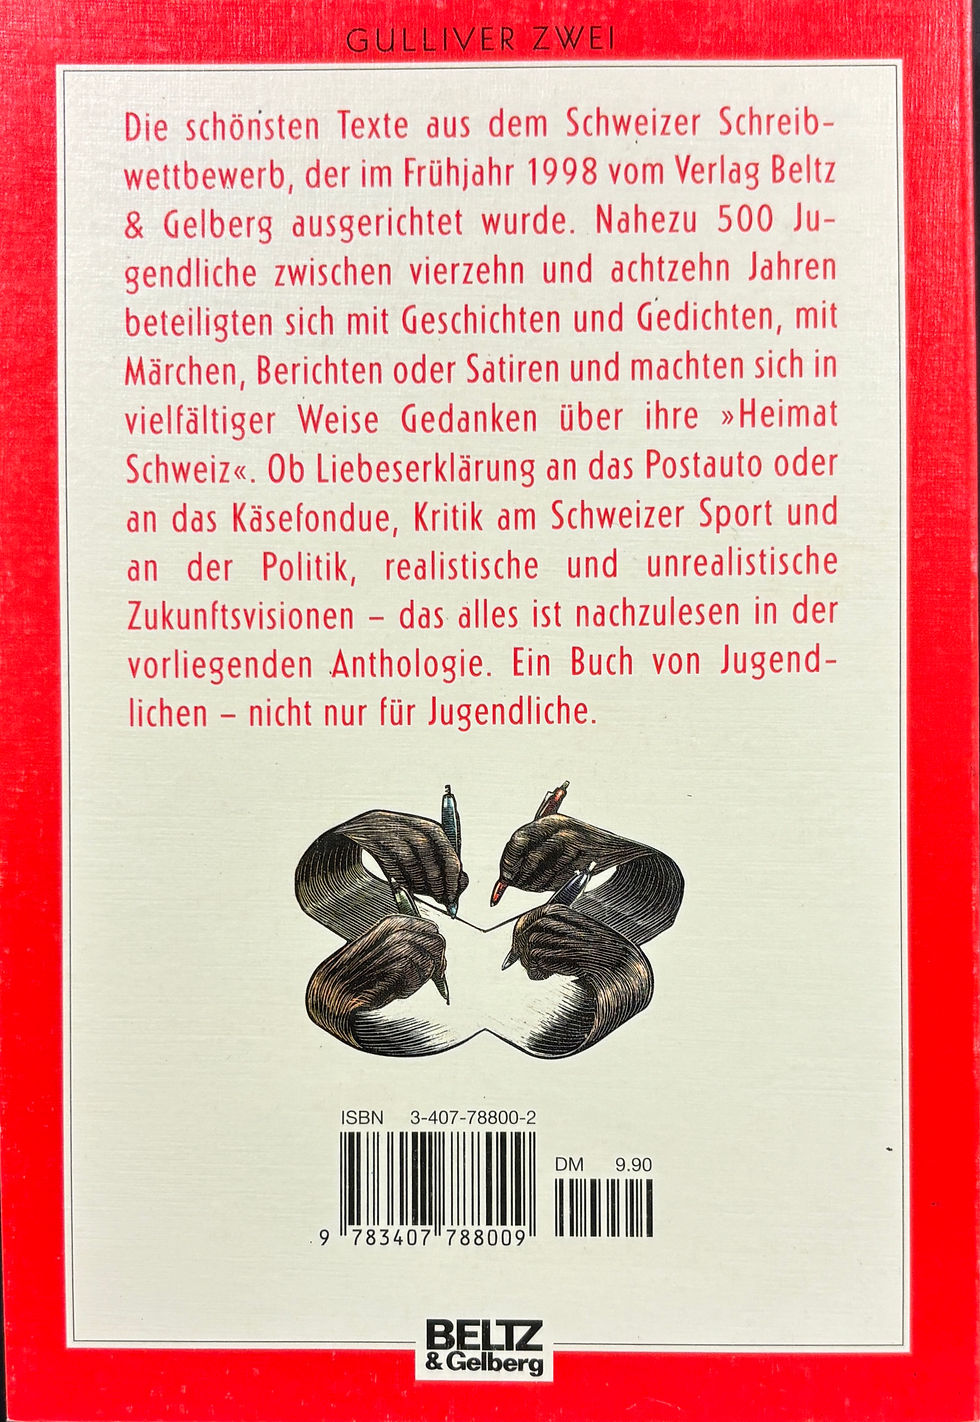 GULLIVER ZWEI
Die schönsten Texte aus dem Schweizer Schreib-
wettbewerb, der im Frühjahr 1998 vom Verlag Beltz
& Gelberg ausgerichtet wurde. Nahezu 500 Ju-
gendliche zwischen vierzehn und achtzehn Jahren
beteiligten sich mit Geschichten und Gedichten, mit
Märchen, Berichten oder Satiren und machten sich in
vielfältiger Weise Gedanken über ihre »Heimat
Schweiz«. Ob Liebeserklärung an das Postauto oder
an das Käsefondue, Kritik am Schweizer Sport und
an der Politik, realistische und unrealistische
Zukunftsvisionen – das alles ist nachzulesen in der
vorliegenden Anthologie. Ein Buch von Jugend-
lichen – nicht nur für Jugendliche.
ISBN 3-407-78800-2
DM 9.90
9 783407 788009
BELTZ
& Gelberg